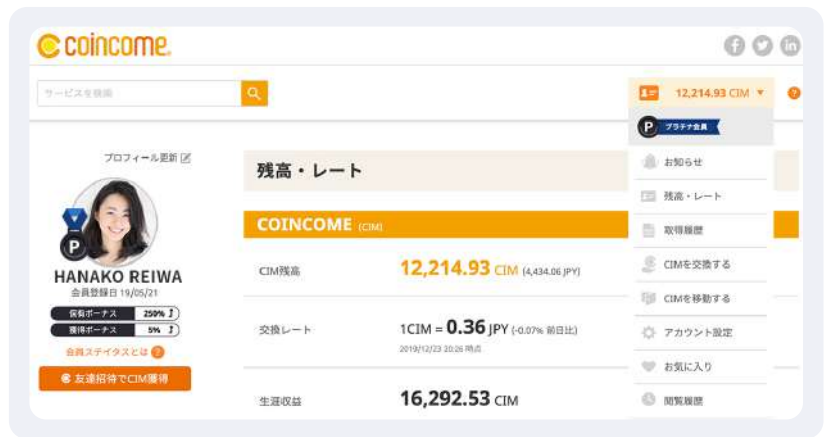 coincome.
サービスを検索
12,214.93 CIM ▼
?
P プラチナ会員
お知らせ
残高・レート
取得履歴
CIMを交換する
CIMを移動する
アカウント設定
お気に入り
閲覧履歴
プロフィール更新
P
HANAKO REIWA
会員登録日 19/05/21
保有ボーナス 250%
獲得ボーナス 5%
会員ステイタスとは ?
友達招待でCIM獲得
残高・レート
COINCOME (CIM)
CIM残高 12,214.93 CIM (4,434.06 JPY)
交換レート 1CIM = 0.36 JPY (-0.07% 前日比)
2019/12/23 20:26 時点
生涯収益 16,292.53 CIM